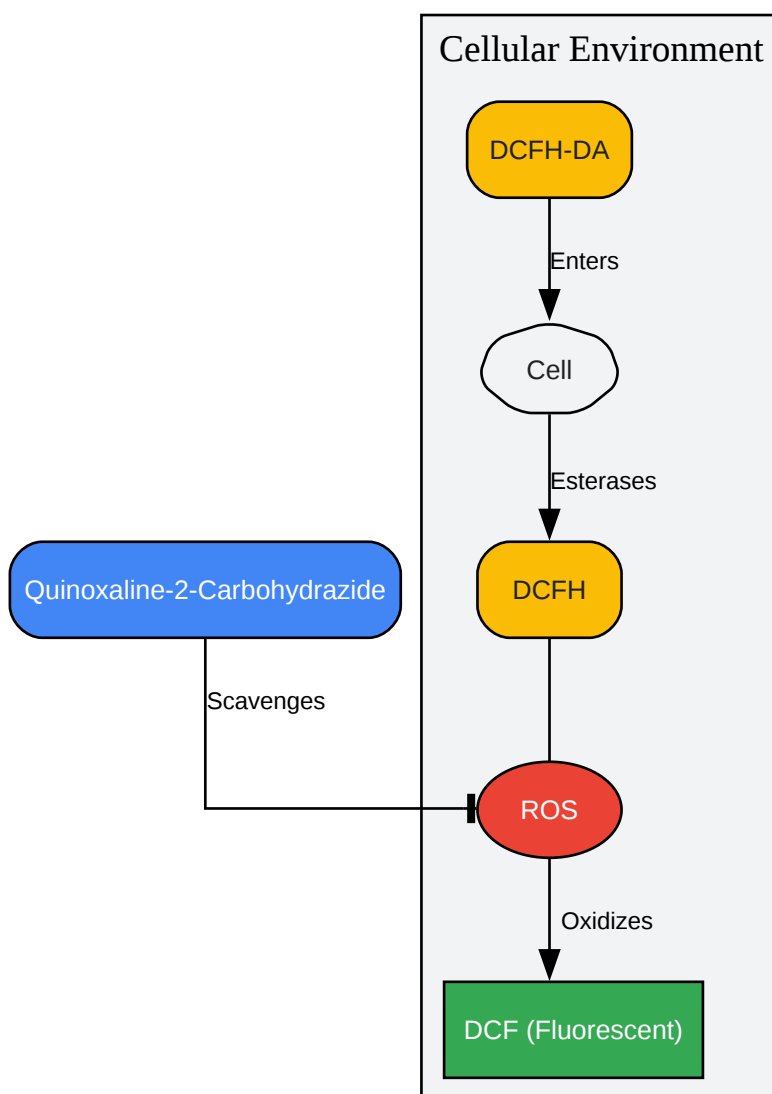 Cellular Environment
DCFH-DA
Enters
Cell
Esterases
Quinoxaline-2-Carbohydrazide
DCFH
Scavenges
ROS
Oxidizes
DCF (Fluorescent)